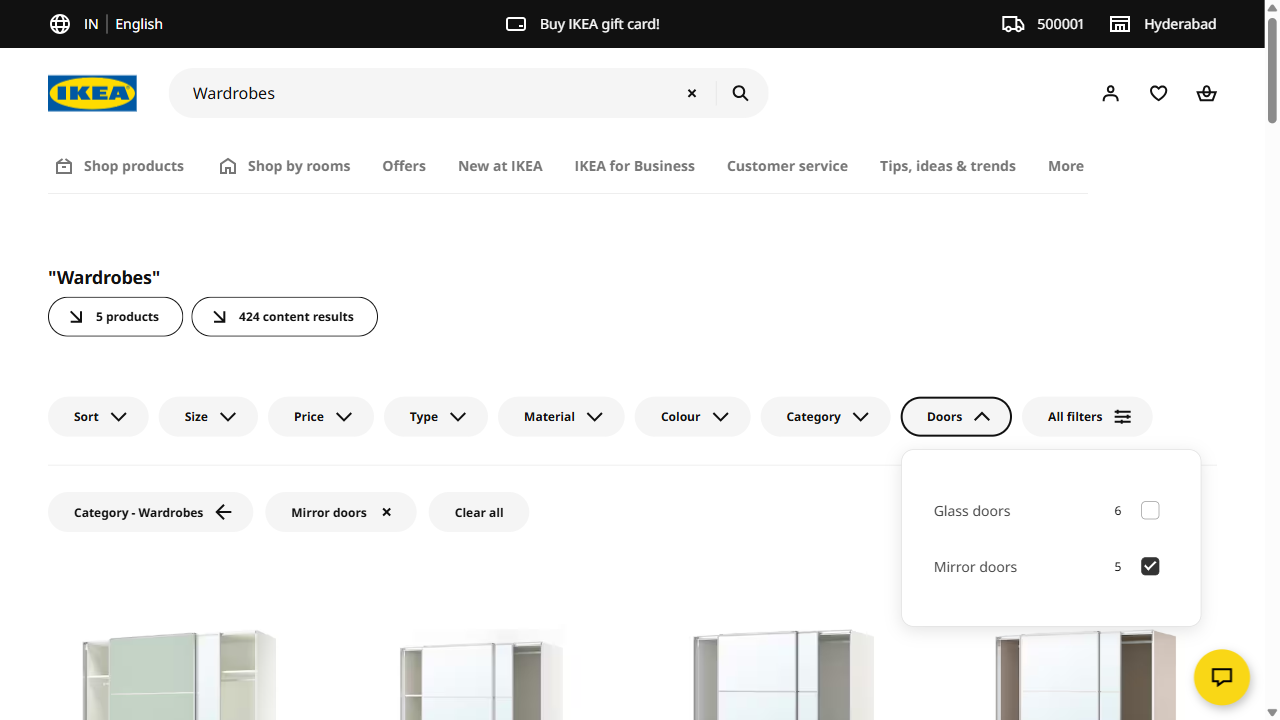 IN English
Buy IKEA gift card!
500001
Hyderabad
IKEA
Wardrobes
Shop products
Shop by rooms
Offers
New at IKEA
IKEA for Business
Customer service
Tips, ideas & trends
More
"Wardrobes"
5 products
424 content results
Sort
Size
Price
Type
Material
Colour
Category
Doors
All filters
Category - Wardrobes
Mirror doors
Clear all
Glass doors 6
Mirror doors 5